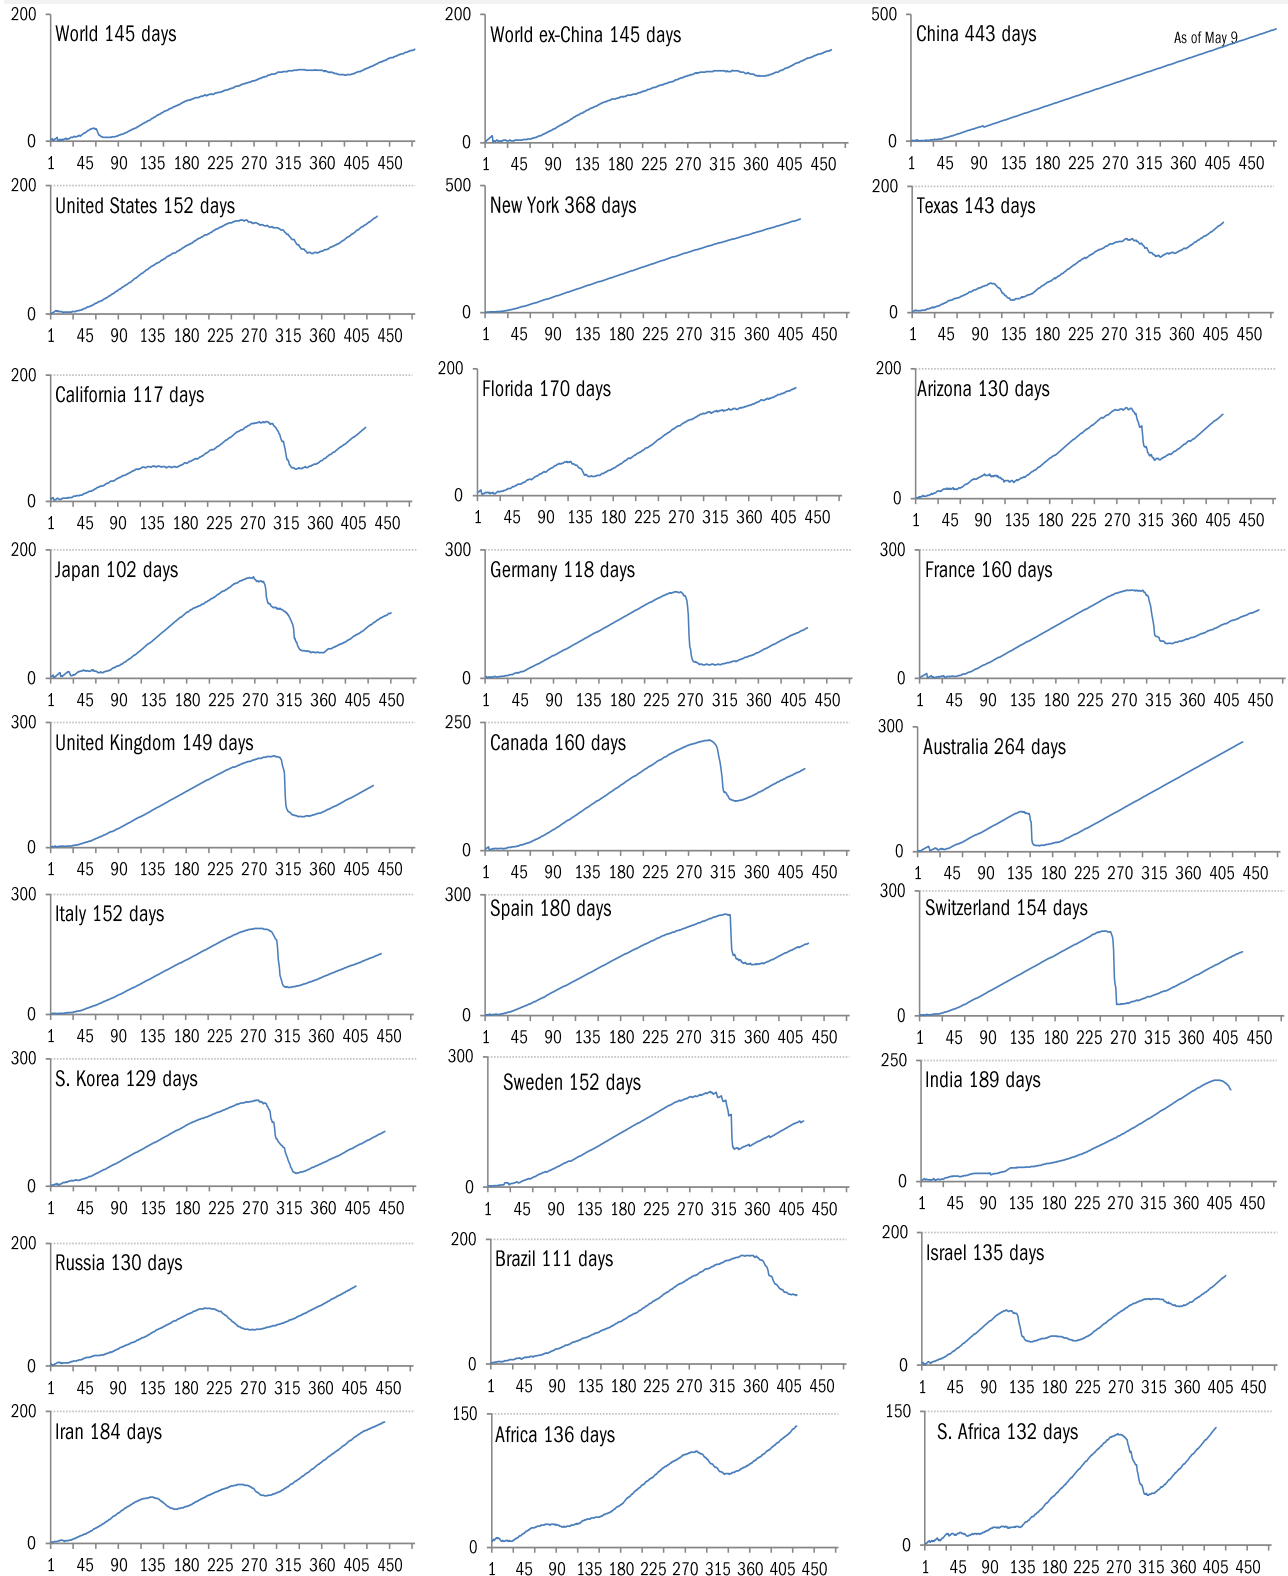 200
World 145 days
0
1 45 90 135 180 225 270 315 360 405 450
200
World ex-China 145 days
0
1 45 90 135 180 225 270 315 360 405 450
500
China 443 days
As of May 9
0
1 45 90 135 180 225 270 315 360 405 450
200
United States 152 days
0
1 45 90 135 180 225 270 315 360 405 450
500
New York 368 days
0
1 45 90 135 180 225 270 315 360 405 450
200
Texas 143 days
0
1 45 90 135 180 225 270 315 360 405 450
200
California 117 days
0
1 45 90 135 180 225 270 315 360 405 450
200
Florida 170 days
0
1 45 90 135 180 225 270 315 360 405 450
200
Arizona 130 days
0
1 45 90 135 180 225 270 315 360 405 450
200
Japan 102 days
0
1 45 90 135 180 225 270 315 360 405 450
300
Germany 118 days
0
1 45 90 135 180 225 270 315 360 405 450
300
France 160 days
0
1 45 90 135 180 225 270 315 360 405 450
300
United Kingdom 149 days
0
1 45 90 135 180 225 270 315 360 405 450
250
Canada 160 days
0
1 45 90 135 180 225 270 315 360 405 450
300
Australia 264 days
0
1 45 90 135 180 225 270 315 360 405 450
300
Italy 152 days
0
1 45 90 135 180 225 270 315 360 405 450
300
Spain 180 days
0
1 45 90 135 180 225 270 315 360 405 450
300
Switzerland 154 days
0
1 45 90 135 180 225 270 315 360 405 450
300
S. Korea 129 days
0
1 45 90 135 180 225 270 315 360 405 450
300
Sweden 152 days
0
1 45 90 135 180 225 270 315 360 405 450
250
India 189 days
0
1 45 90 135 180 225 270 315 360 405 450
200
Russia 130 days
0
1 45 90 135 180 225 270 315 360 405 450
200
Brazil 111 days
0
1 45 90 135 180 225 270 315 360 405 450
200
Israel 135 days
0
1 45 90 135 180 225 270 315 360 405 450
200
Iran 184 days
0
1 45 90 135 180 225 270 315 360 405 450
150
Africa 136 days
0
1 45 90 135 180 225 270 315 360 405 450
150
S. Africa 132 days
0
1 45 90 135 180 225 270 315 360 405 450